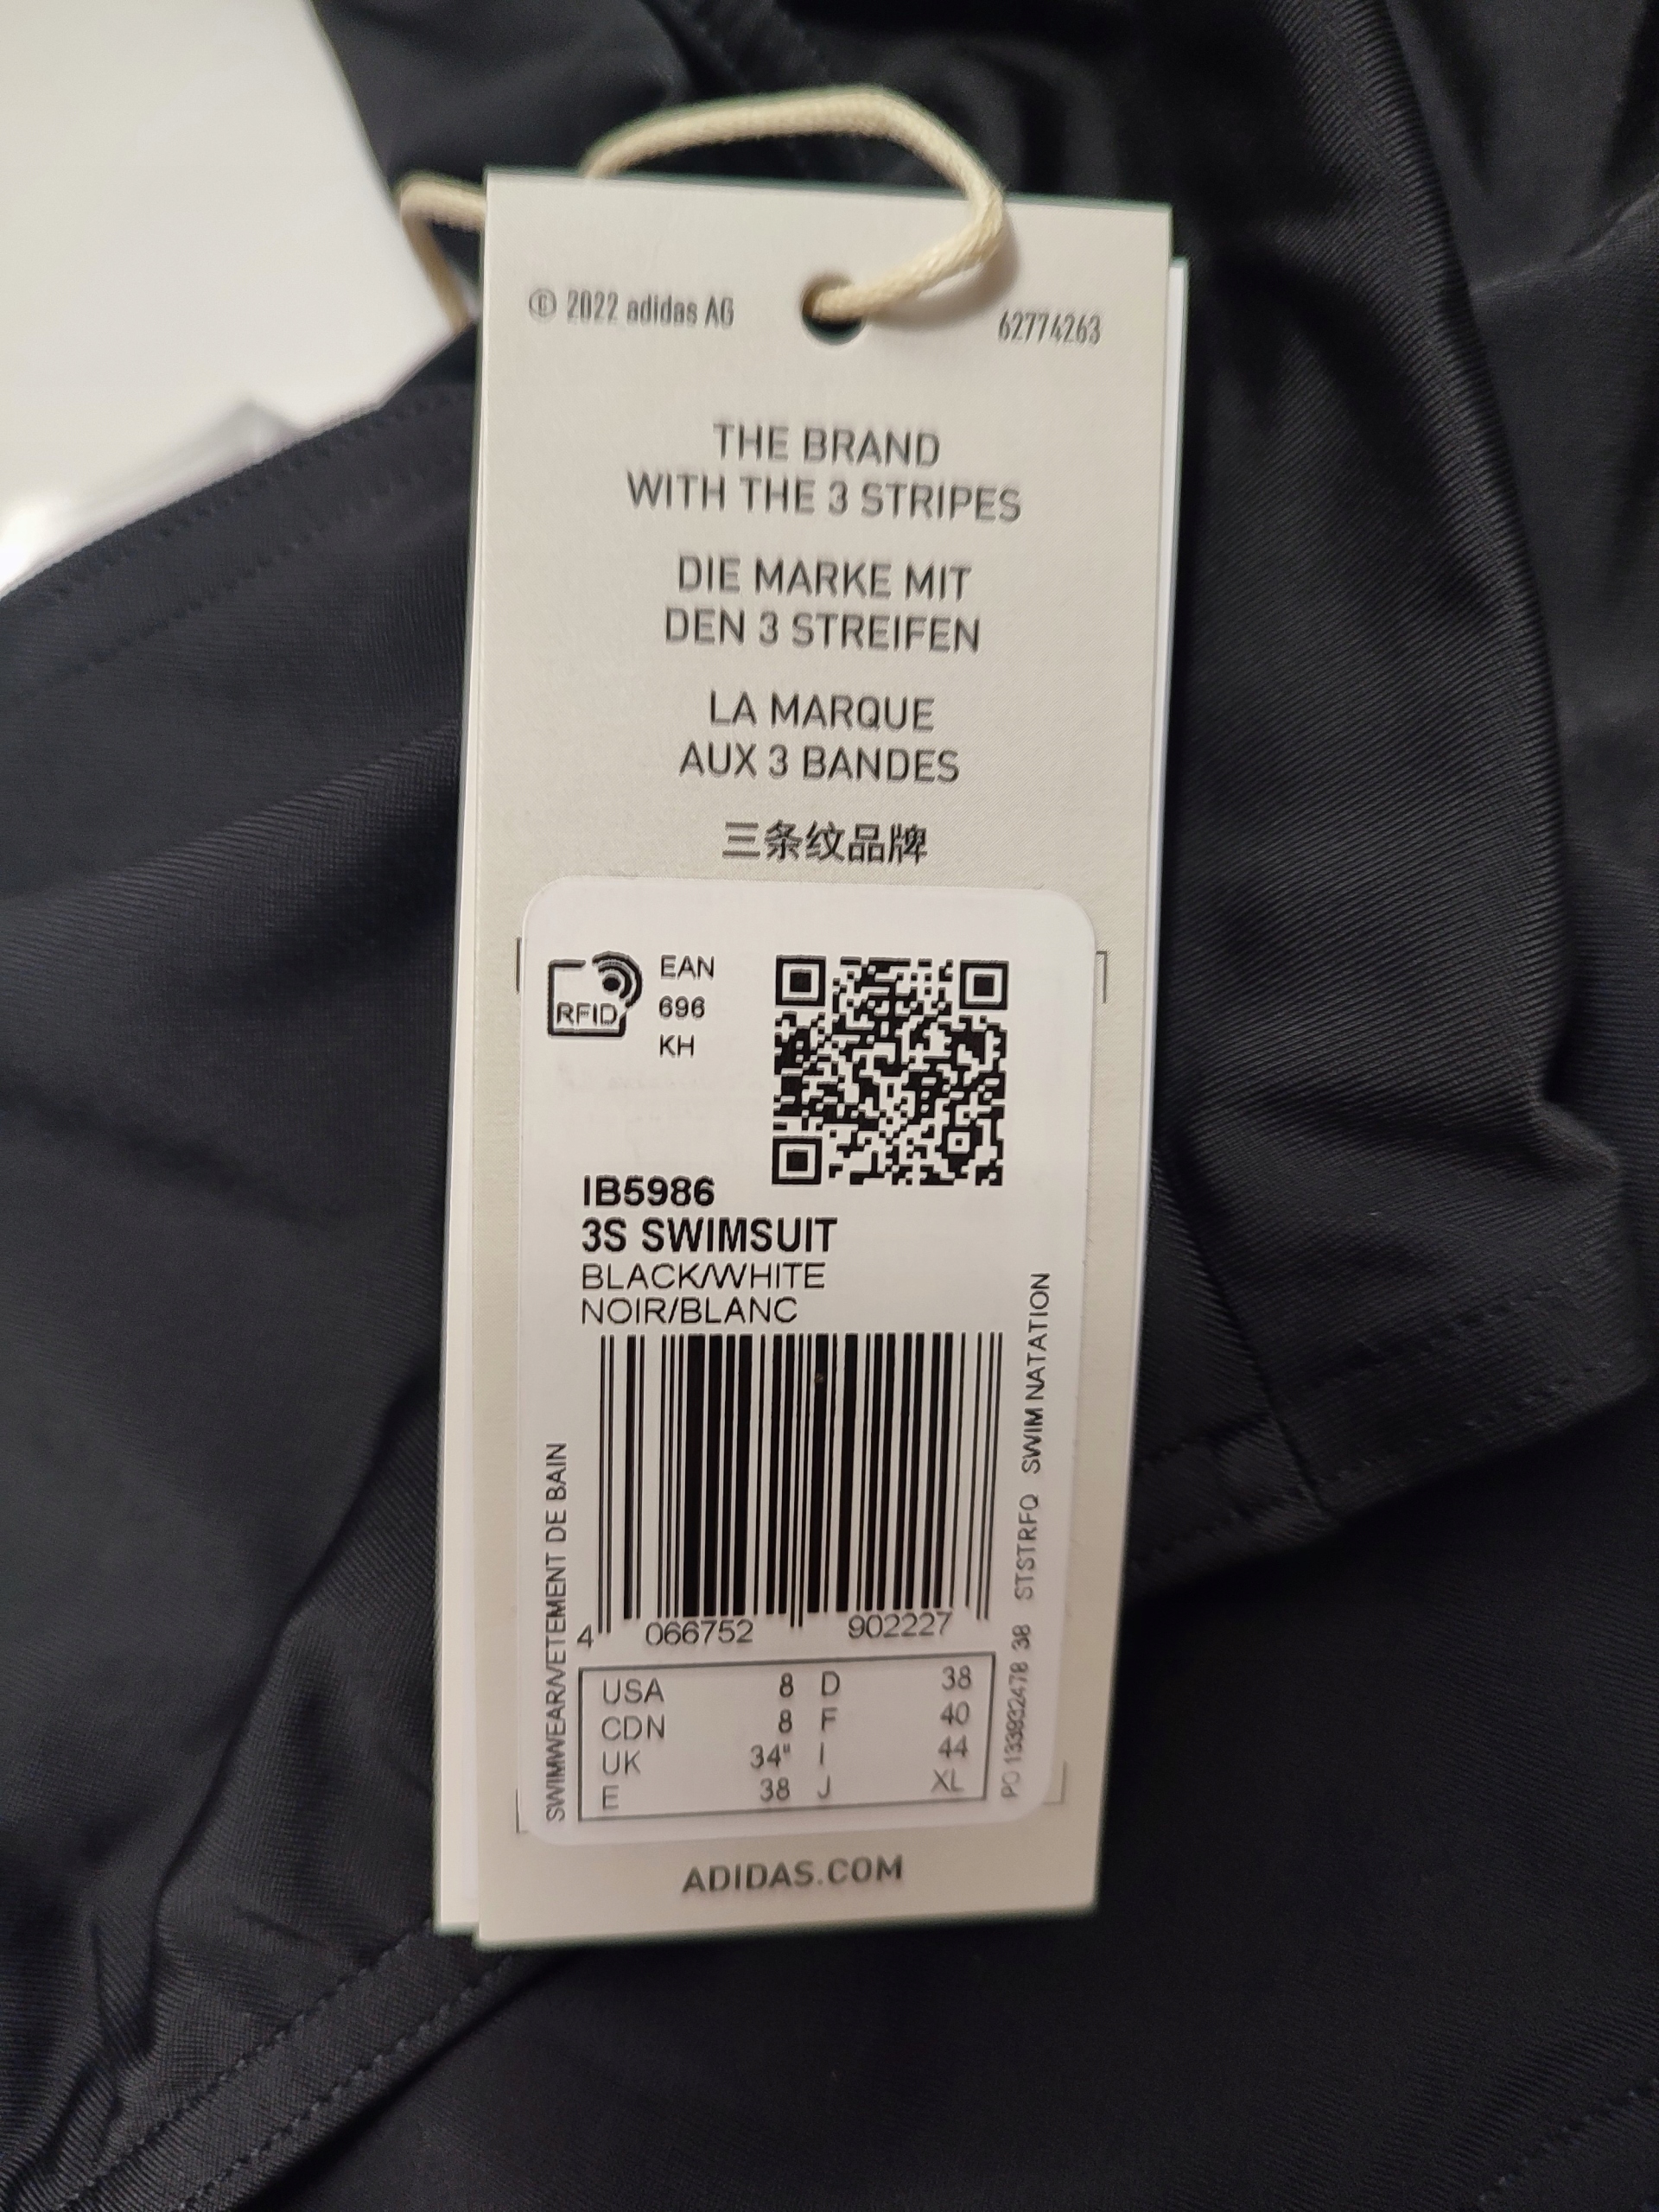 © 2022 adidas AG
62774263
THE BRAND
WITH THE 3 STRIPES
DIE MARKE MIT
DEN 3 STREIFEN
LA MARQUE
AUX 3 BANDES
三条纹品牌
RFID
EAN
696
KH
IB5986
3S SWIMSUIT
BLACK/WHITE
NOIR/BLANC
SWIMWEAR/VETEMENT DE BAIN
4 066752 902227
PO 133932478 38 STSTRFQ SWIM NATATION
USA 8 D 38
CDN 8 F 40
UK 34" I 44
E 38 J XL
ADIDAS.COM